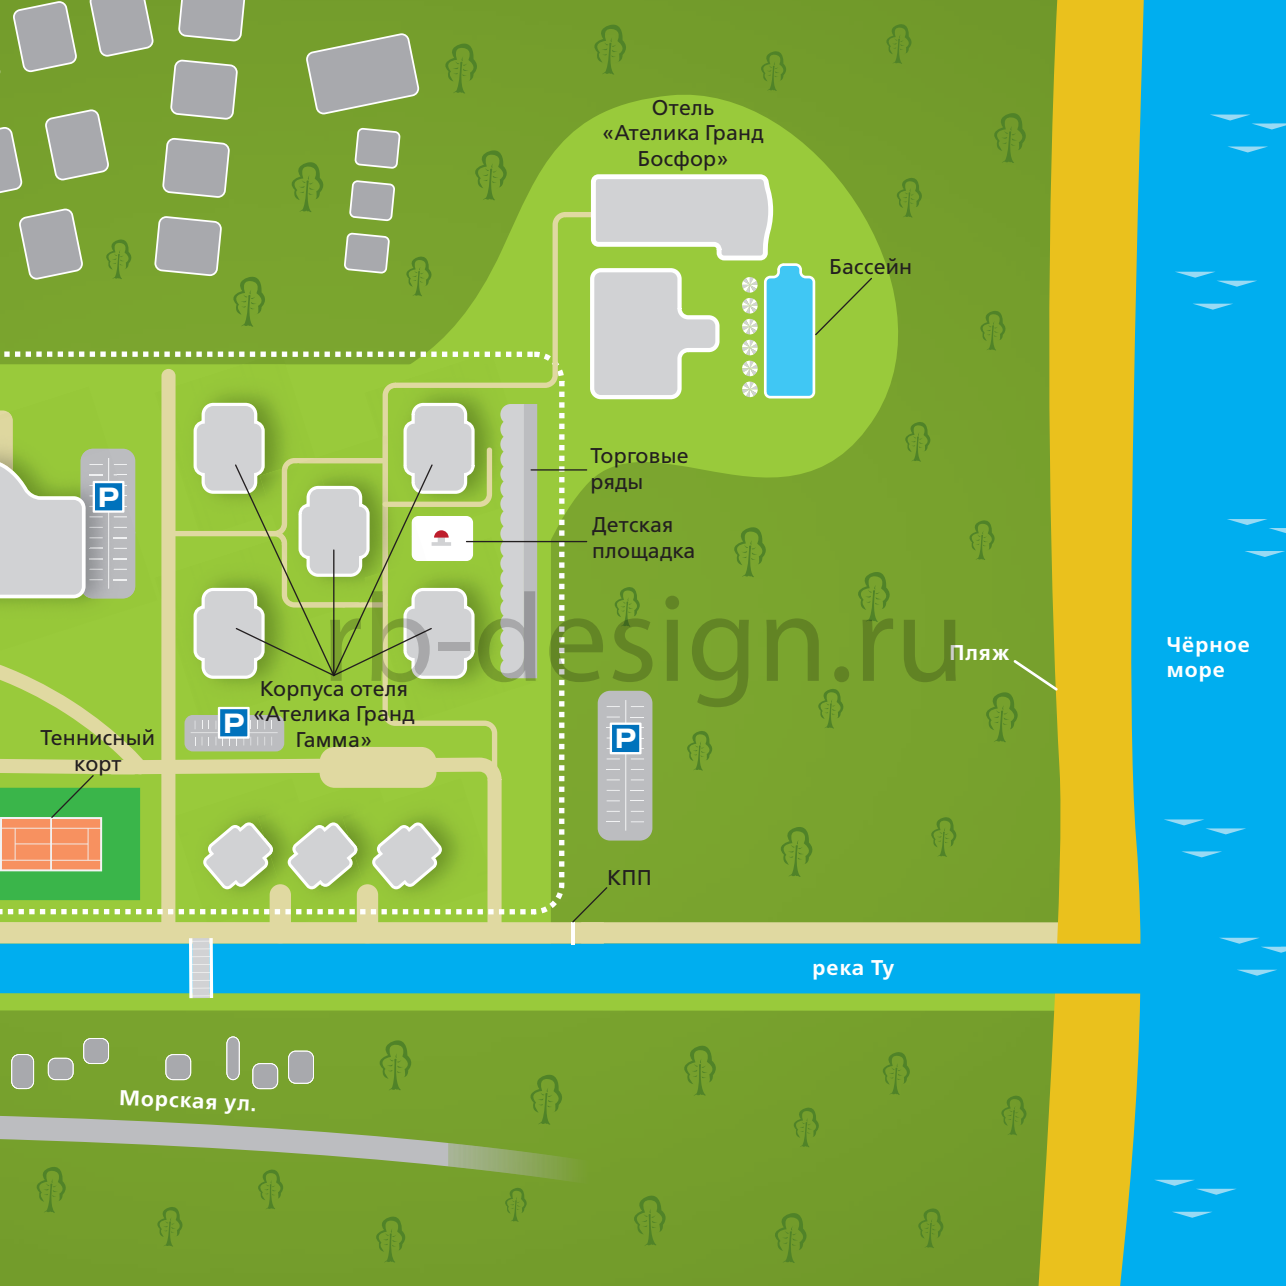 Отель
«Ателика Гранд
Босфор»
Бассейн
Торговые
ряды
P
Детская
площадка
rb-design.ru
Пляж
Чёрное
море
Корпуса отеля
«Ателика Гранд
Гамма»
P
P
Теннисный
корт
КПП
река Ту
Морская ул.